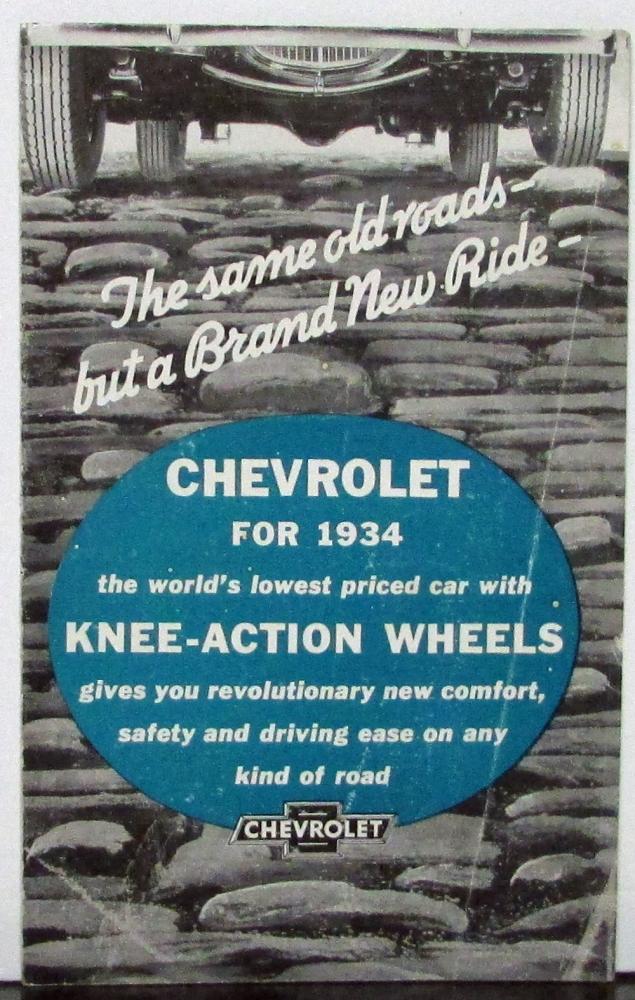 The same old roads-
but a Brand New Ride -
CHEVROLET
FOR 1934
the world's lowest priced car with
KNEE-ACTION WHEELS
gives you revolutionary new comfort,
safety and driving ease on any
kind of road
CHEVROLET